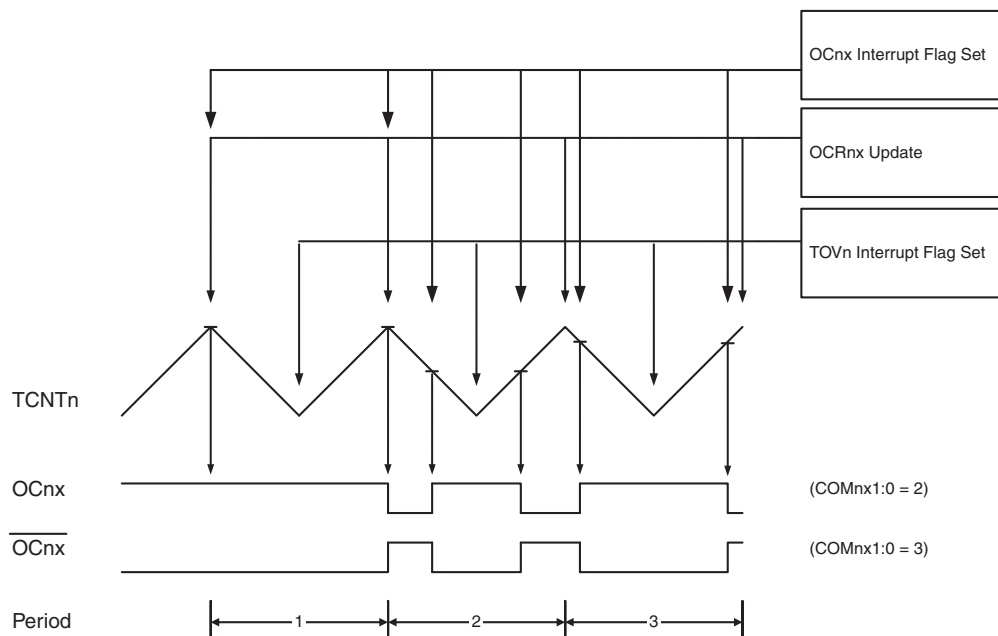 OCnx Interrupt Flag Set
OCRnx Update
TOVn Interrupt Flag Set
TCNTn
OCnx
(COMnx1:0 = 2)
OCnx
(COMnx1:0 = 3)
Period
1
2
3